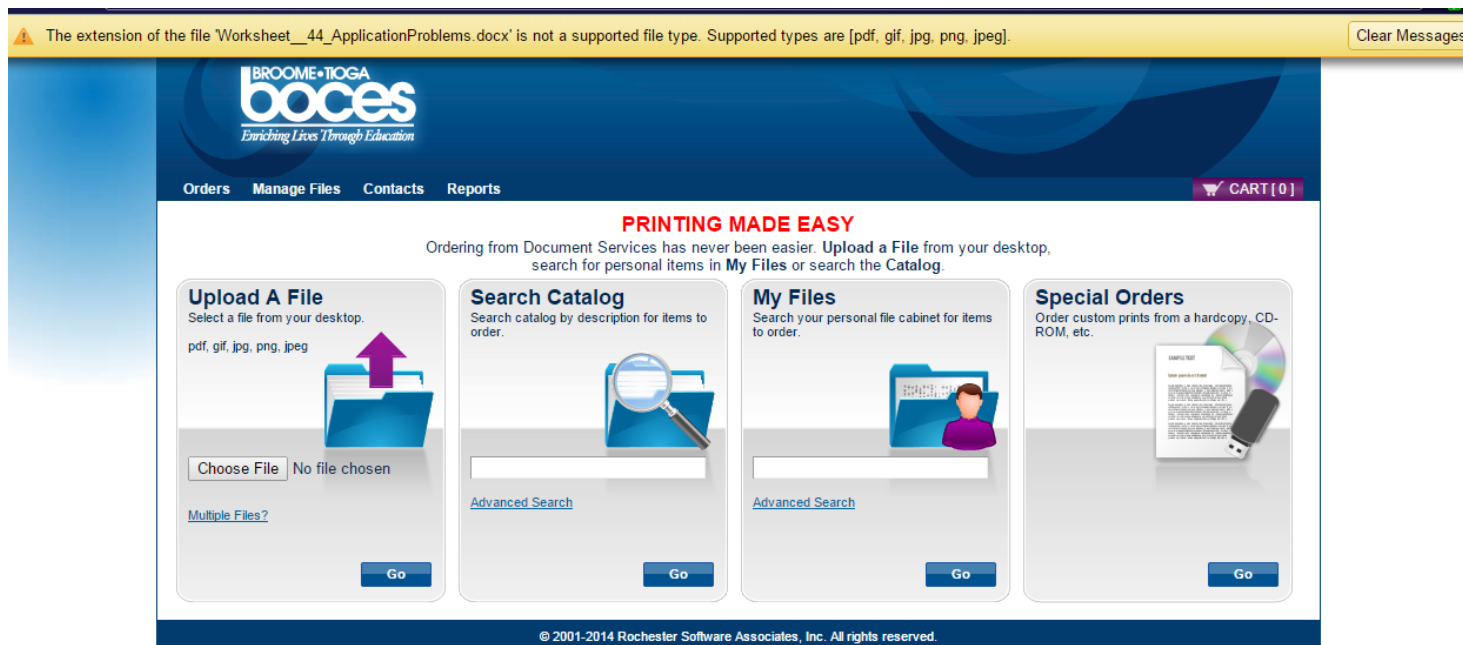 The extension of the file 'Worksheet__44_ApplicationProblems.docx' is not a supported file type. Supported types are [pdf, gif, jpg, png, jpeg].
Clear Messages
BROOME•TIOGA
boces
Enriching Lives Through Education
Orders Manage Files Contacts Reports
CART [ 0 ]
PRINTING MADE EASY
Ordering from Document Services has never been easier. Upload a File from your desktop,
search for personal items in My Files or search the Catalog.
Upload A File
Select a file from your desktop.
pdf, gif, jpg, png, jpeg
Choose File No file chosen
Multiple Files?
Go
Search Catalog
Search catalog by description for items to
order.
Advanced Search
Go
My Files
Search your personal file cabinet for items
to order.
Advanced Search
Go
Special Orders
Order custom prints from a hardcopy, CD-
ROM, etc.
SAMPLE TEXT
Go
© 2001-2014 Rochester Software Associates, Inc. All rights reserved.